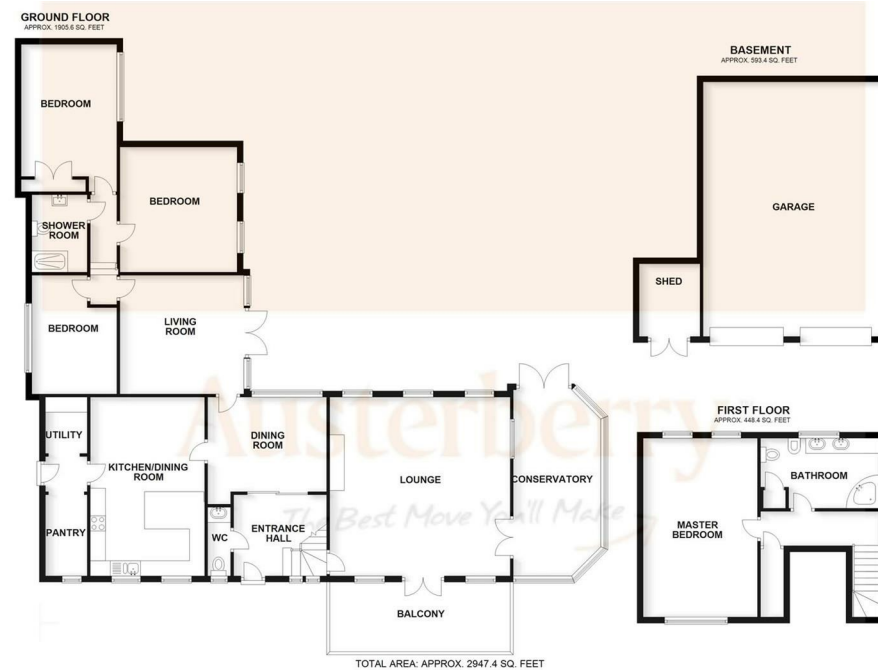 GROUND FLOOR
APPROX. 1905.6 SQ. FEET
BEDROOM
BEDROOM
SHOWER
ROOM
BEDROOM
LIVING
ROOM
UTILITY
KITCHEN/DINING
ROOM
DINING
ROOM
LOUNGE
CONSERVATORY
PANTRY
WC
ENTRANCE
HALL
BALCONY
BASEMENT
APPROX. 593.4 SQ. FEET
GARAGE
SHED
FIRST FLOOR
APPROX. 448.4 SQ. FEET
BATHROOM
MASTER
BEDROOM
Austerberry
The Best Move You'll Make
TOTAL AREA: APPROX. 2947.4 SQ. FEET